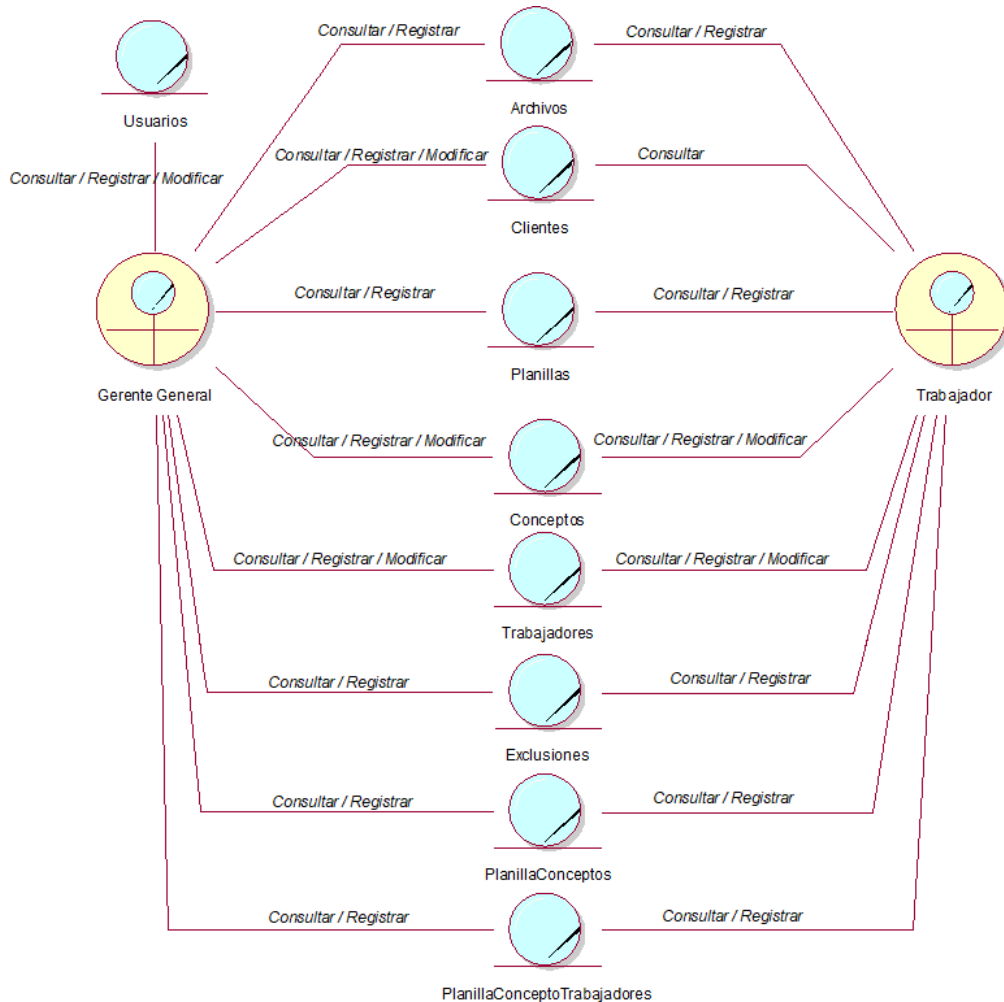 Consultar / Registrar
Consultar / Registrar
Archivos
Usuarios
Consultar / Registrar / Modificar
Consultar
Consultar / Registrar / Modificar
Clientes
Consultar / Registrar
Consultar / Registrar
Planillas
Gerente General
Trabajador
Consultar / Registrar / Modificar
Consultar / Registrar / Modificar
Conceptos
Consultar / Registrar / Modificar
Consultar / Registrar / Modificar
Trabajadores
Consultar / Registrar
Consultar / Registrar
Exclusiones
Consultar / Registrar
Consultar / Registrar
PlanillaConceptos
Consultar / Registrar
Consultar / Registrar
PlanillaConceptoTrabajadores